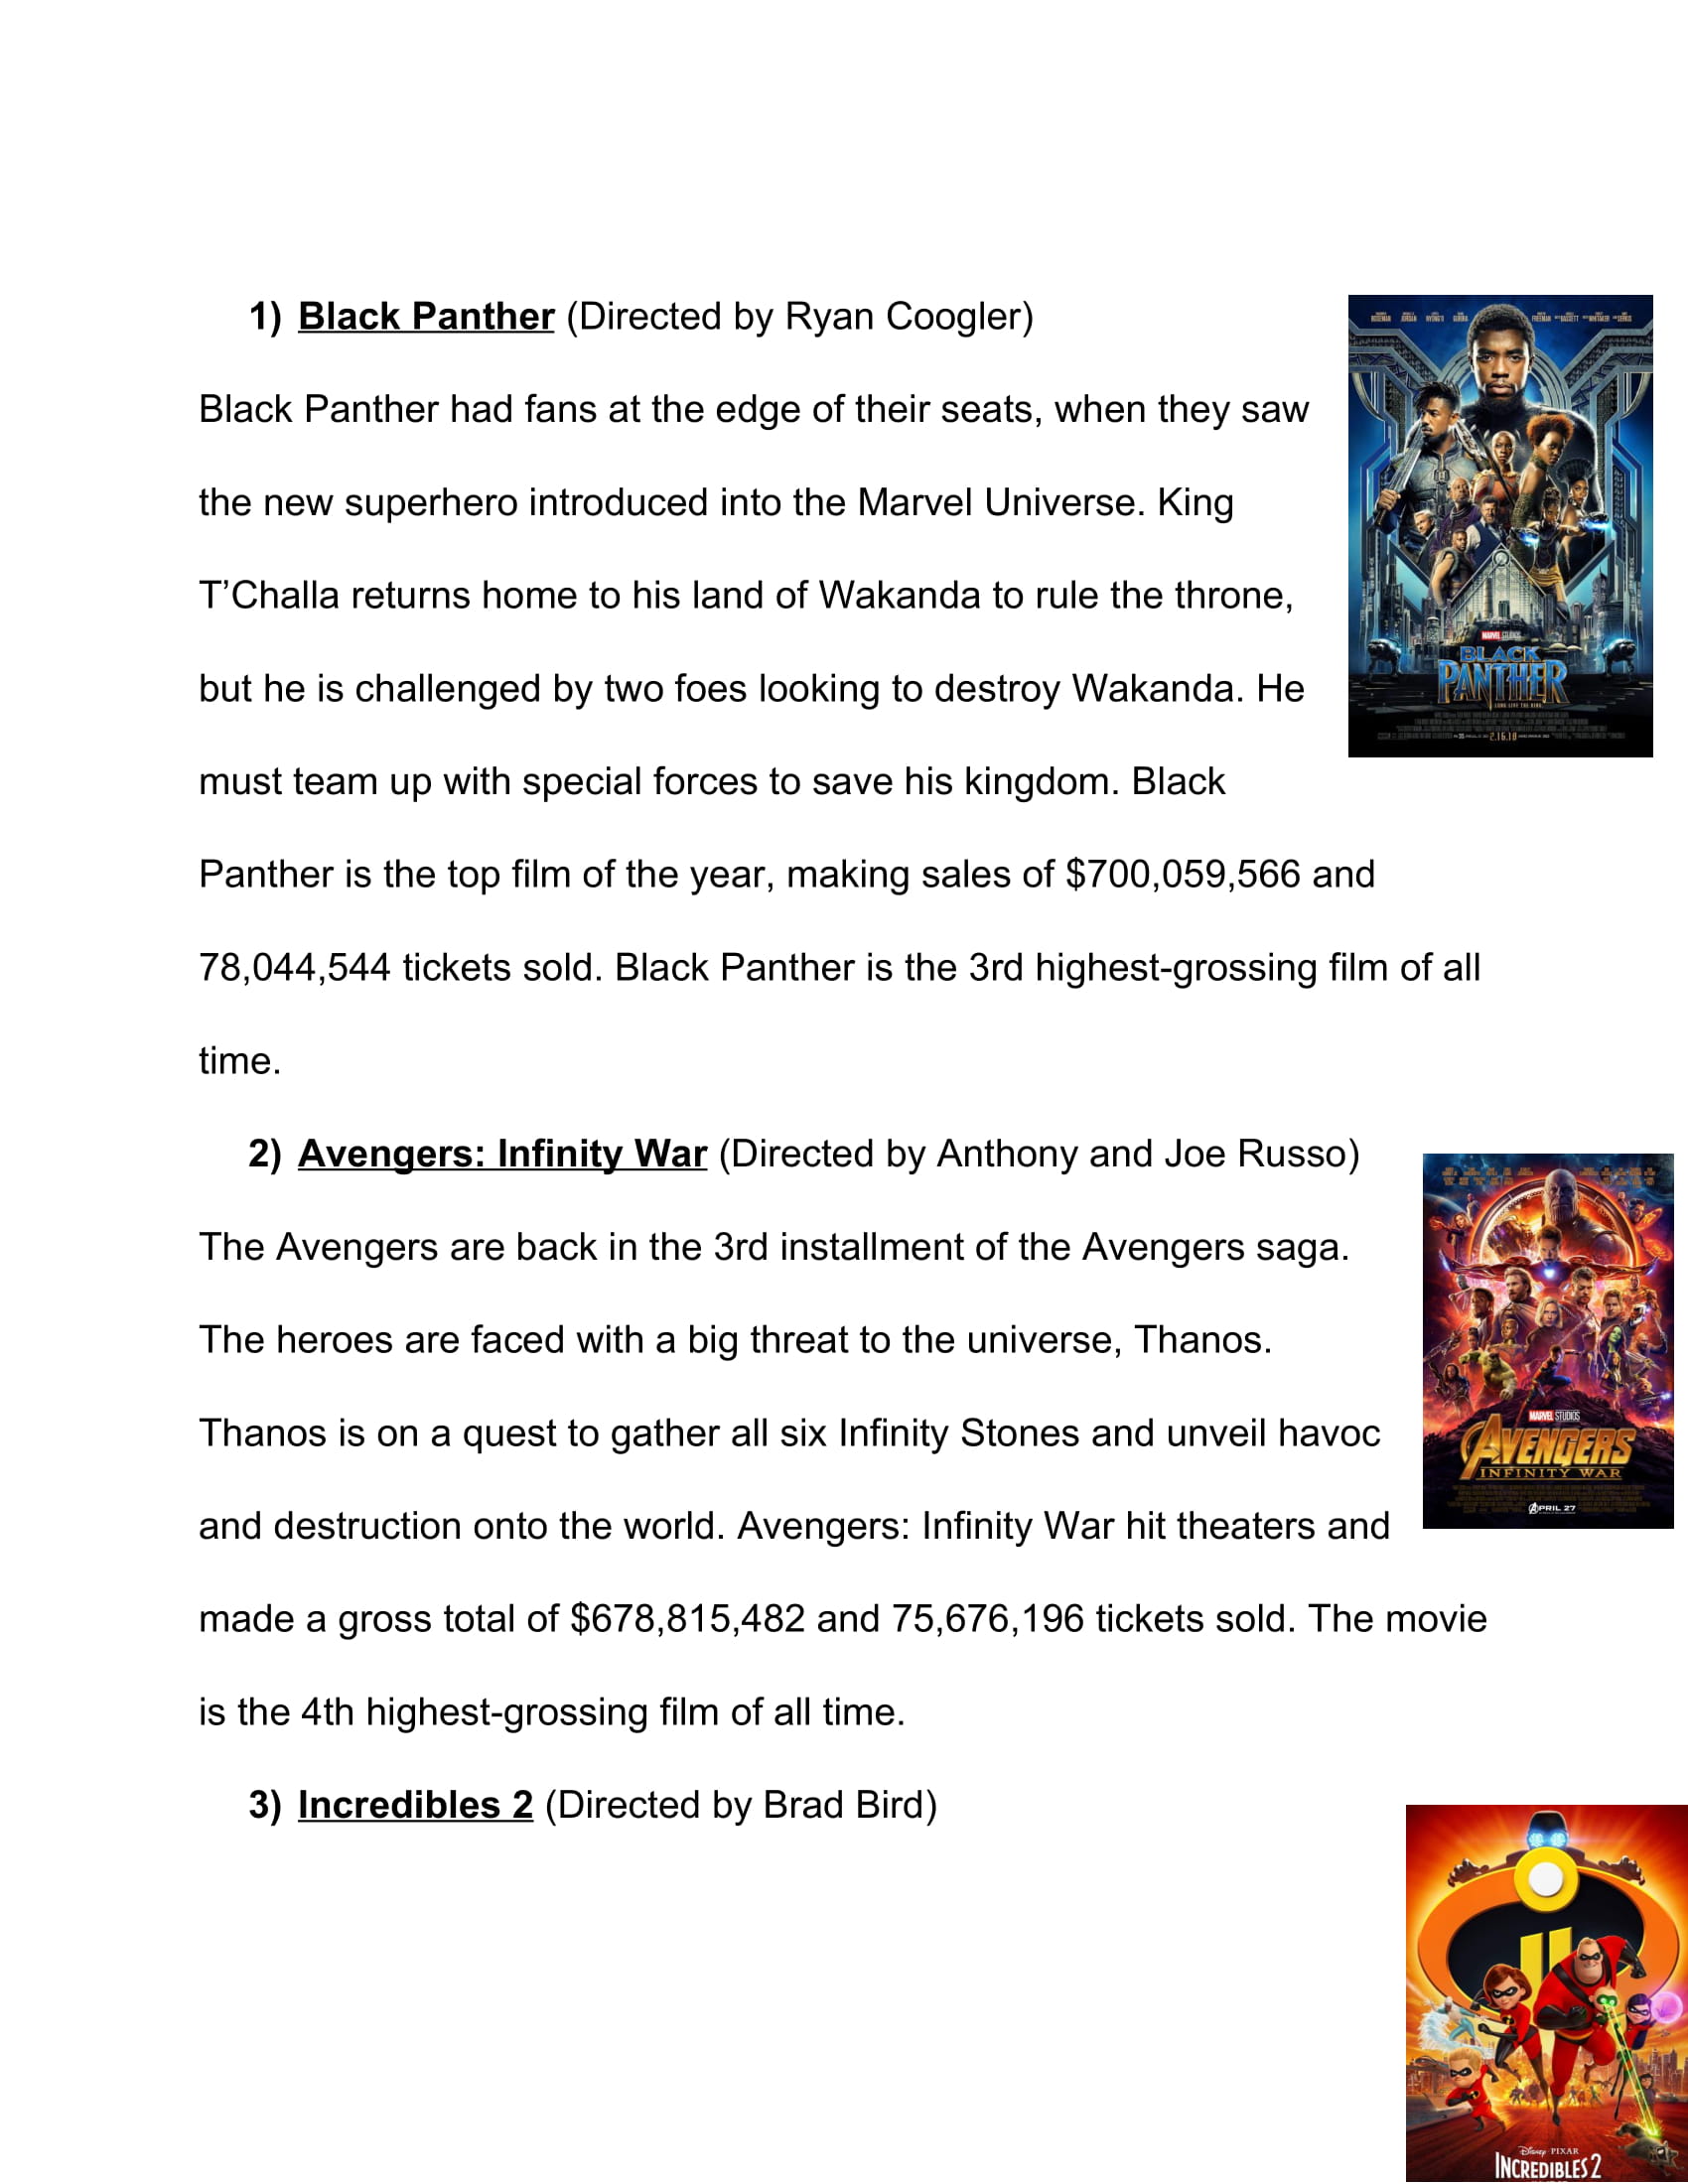 1) Black Panther (Directed by Ryan Coogler)
Black Panther had fans at the edge of their seats, when they saw
the new superhero introduced into the Marvel Universe. King
T’Challa returns home to his land of Wakanda to rule the throne,
but he is challenged by two foes looking to destroy Wakanda. He
must team up with special forces to save his kingdom. Black
Panther is the top film of the year, making sales of $700,059,566 and
78,044,544 tickets sold. Black Panther is the 3rd highest-grossing film of all
time.
MARVEL STUDIOS
BLACK
PANTHER
LONG LIVE THE KING
2.16.18
2) Avengers: Infinity War (Directed by Anthony and Joe Russo)
The Avengers are back in the 3rd installment of the Avengers saga.
The heroes are faced with a big threat to the universe, Thanos.
Thanos is on a quest to gather all six Infinity Stones and unveil havoc
and destruction onto the world. Avengers: Infinity War hit theaters and
made a gross total of $678,815,482 and 75,676,196 tickets sold. The movie
is the 4th highest-grossing film of all time.
MARVEL STUDIOS
AVENGERS
INFINITY WAR
APRIL 27
3) Incredibles 2 (Directed by Brad Bird)
Disney PIXAR
INCREDIBLES 2